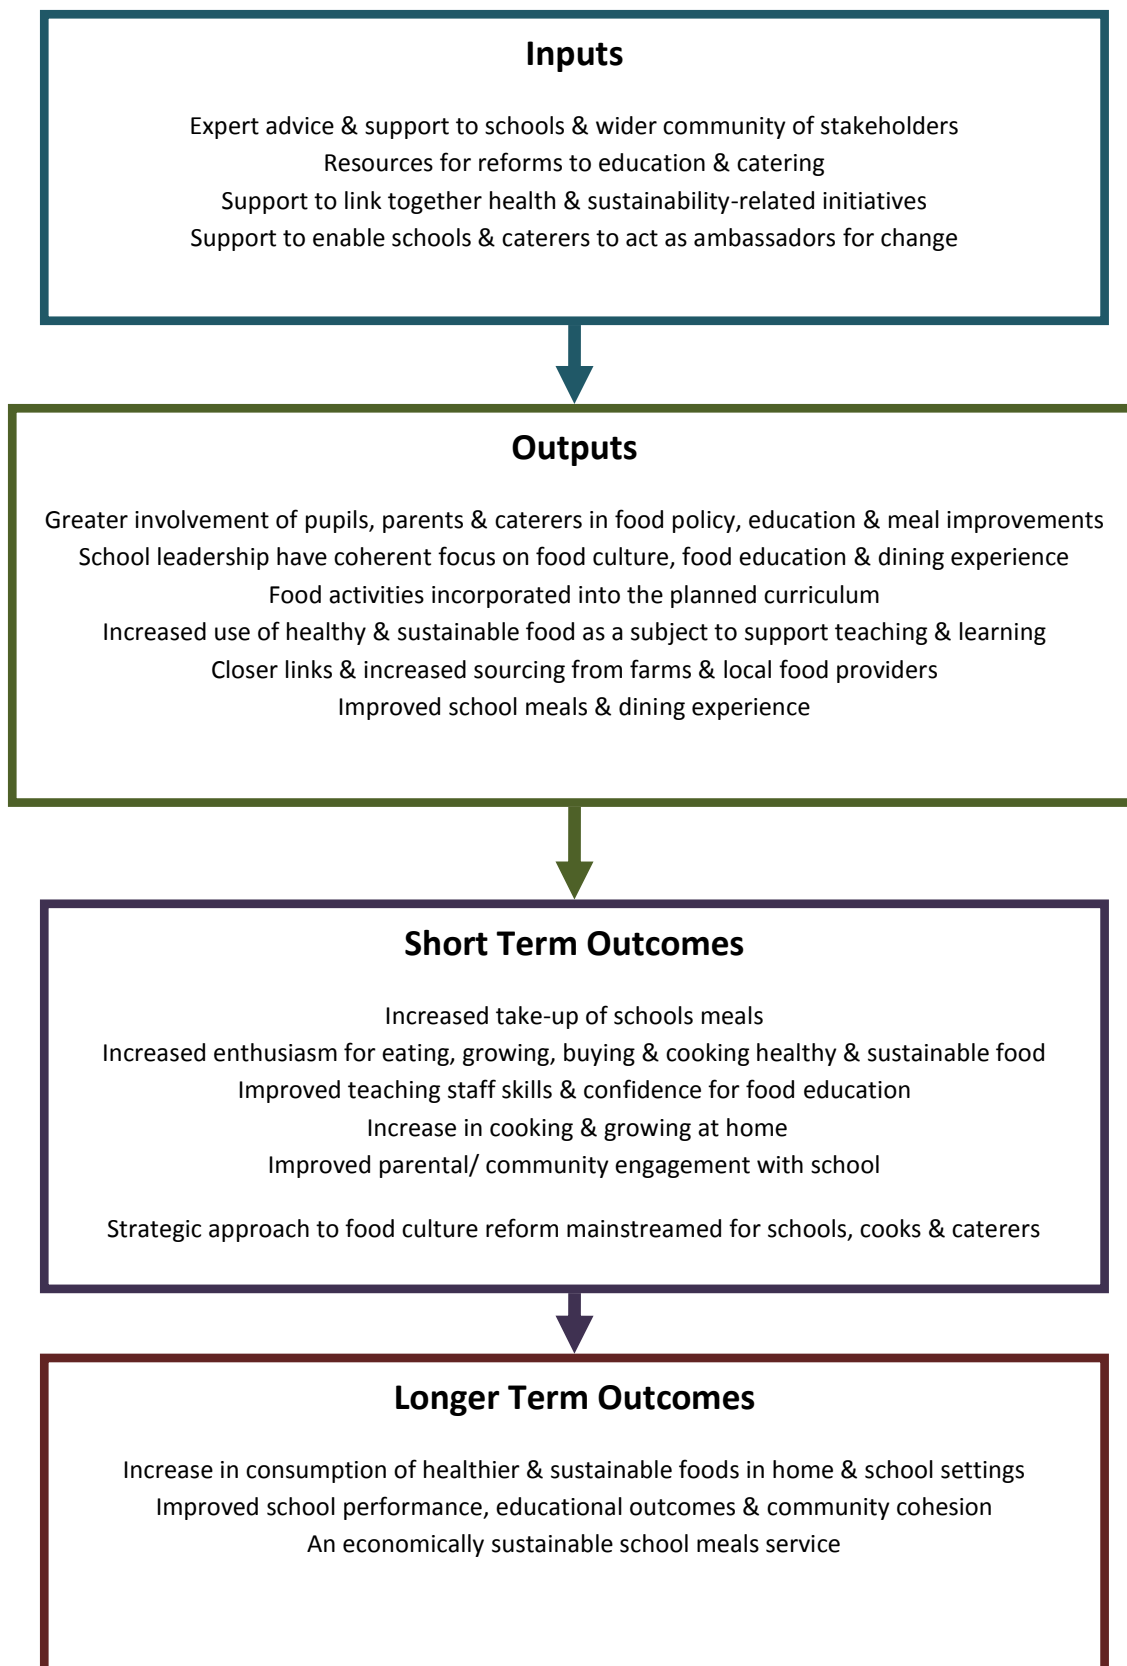 Inputs
Expert advice & support to schools & wider community of stakeholders
Resources for reforms to education & catering
Support to link together health & sustainability-related initiatives
Support to enable schools & caterers to act as ambassadors for change
Outputs
Greater involvement of pupils, parents & caterers in food policy, education & meal improvements
School leadership have coherent focus on food culture, food education & dining experience
Food activities incorporated into the planned curriculum
Increased use of healthy & sustainable food as a subject to support teaching & learning
Closer links & increased sourcing from farms & local food providers
Improved school meals & dining experience
Short Term Outcomes
Increased take-up of schools meals
Increased enthusiasm for eating, growing, buying & cooking healthy & sustainable food
Improved teaching staff skills & confidence for food education
Increase in cooking & growing at home
Improved parental/ community engagement with school
Strategic approach to food culture reform mainstreamed for schools, cooks & caterers
Longer Term Outcomes
Increase in consumption of healthier & sustainable foods in home & school settings
Improved school performance, educational outcomes & community cohesion
An economically sustainable school meals service